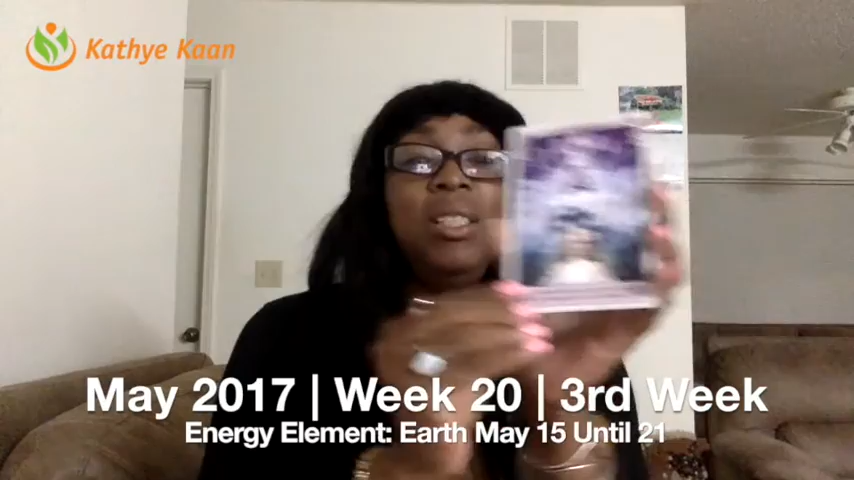 Kathye Kaan
May 2017 | Week 20 | 3rd Week
Energy Element: Earth May 15 Until 21